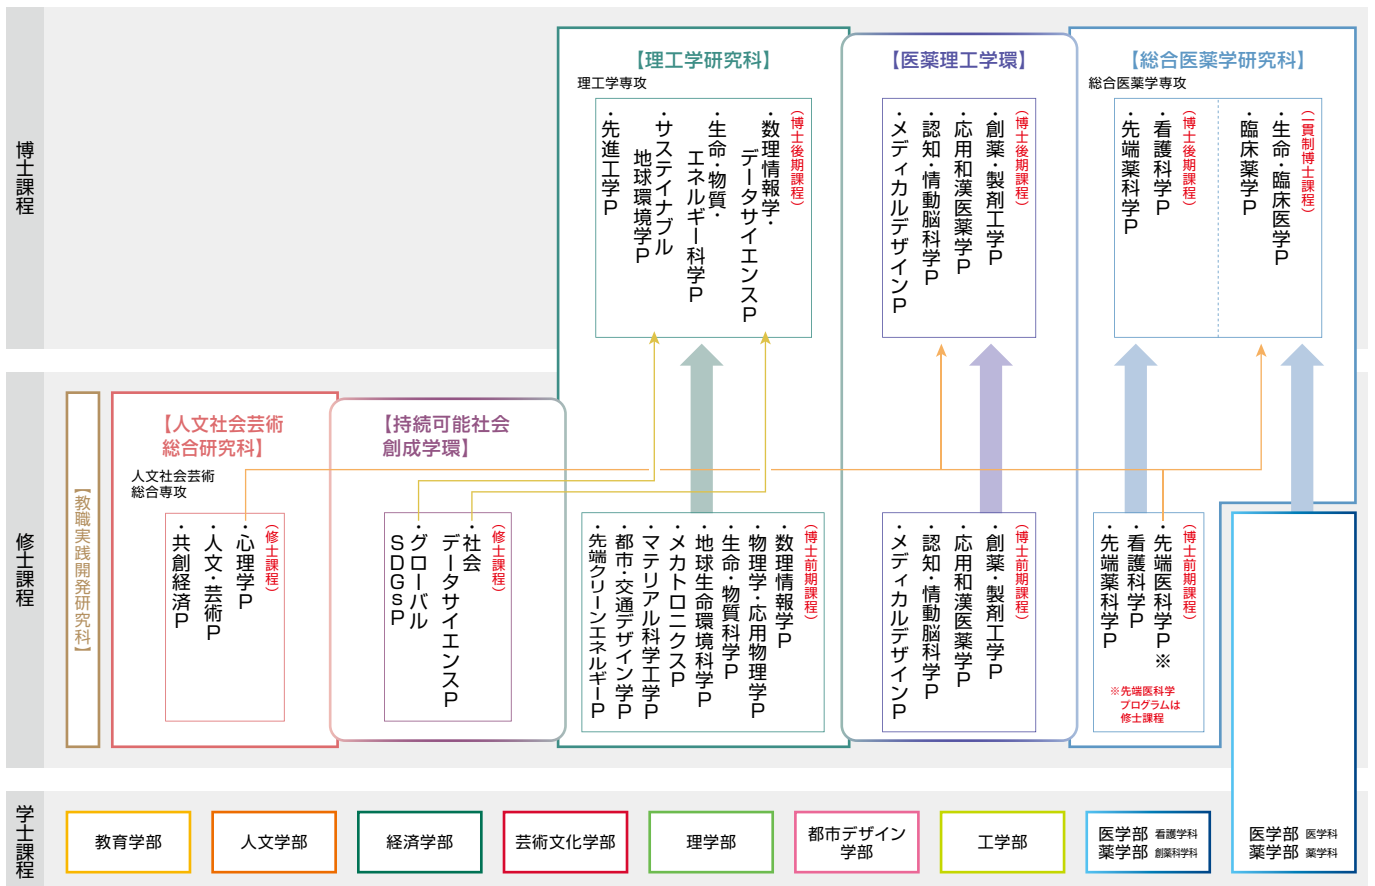 博士課程
【理工学研究科】
理工学専攻
(博士後期課程)
・数理情報学・
データサイエンスP
・生命・物質・
エネルギー科学P
・サステイナブル
地球環境学P
・先進工学P
【医薬理工学環】
(博士後期課程)
・創薬・製剤工学P
・応用和漢医薬学P
・認知・情動脳科学P
・メディカルデザインP
【総合医薬学研究科】
総合医薬学専攻
(一貫制博士課程)
・生命・臨床医学P
・臨床薬学P
(博士後期課程)
・看護科学P
・先端薬科学P
修士課程
【教職実践開発研究科】
【人文社会芸術
総合研究科】
人文社会芸術
総合専攻
(修士課程)
・心理学P
・人文・芸術P
・共創経済P
【持続可能社会
創成学環】
(修士課程)
・社会
データサイエンスP
・グローバル
SDGsP
(博士前期課程)
・数理情報学P
・物理学・応用物理学P
・生命・物質科学P
・地球生命環境科学P
・メカトロニクスP
・マテリアル科学工学P
・都市・交通デザイン学P
・先端クリーンエネルギーP
(博士前期課程)
・創薬・製剤工学P
・応用和漢医薬学P
・認知・情動脳科学P
・メディカルデザインP
(博士前期課程)
・先端医科学P※
・看護科学P
・先端薬科学P
※先端医科学
プログラムは
修士課程
学士課程
教育学部
人文学部
経済学部
芸術文化学部
理学部
都市デザイン
学部
工学部
医学部 看護学科
薬学部 創薬科学科
医学部 医学科
薬学部 薬学科